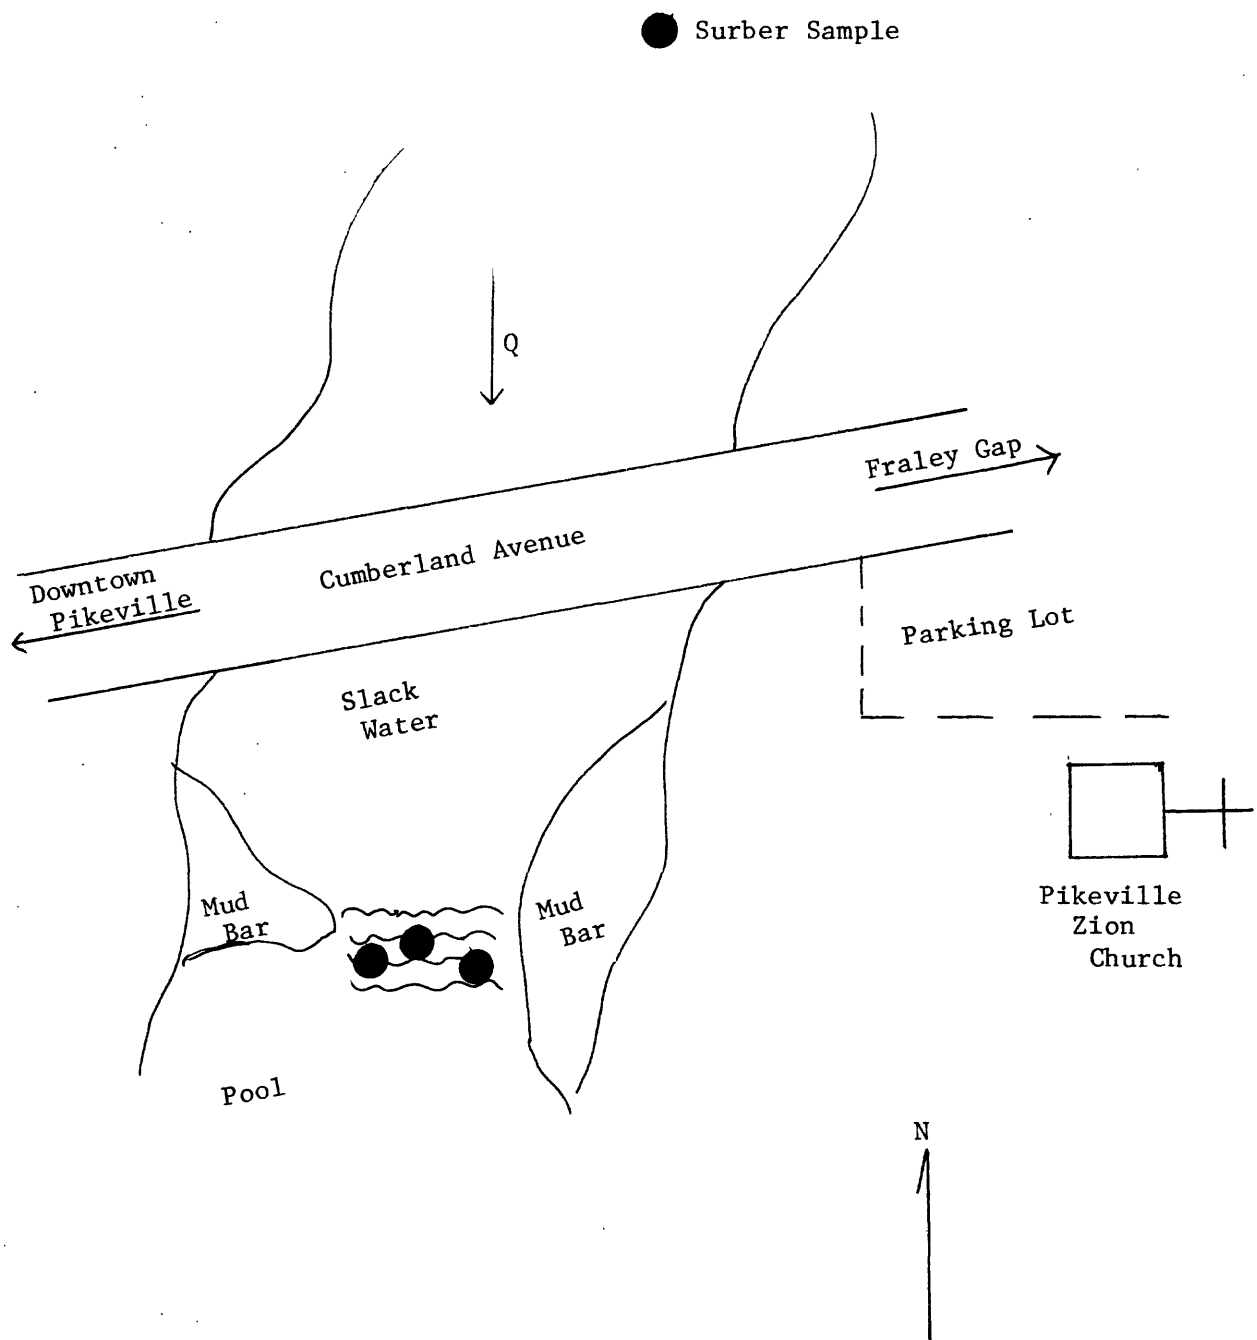 Surber Sample
Q
Fraley Gap
Cumberland Avenue
Downtown
Pikeville
Parking Lot
Slack
Water
Mud
Bar
Mud
Bar
Pikeville
Zion
Church
Pool
N